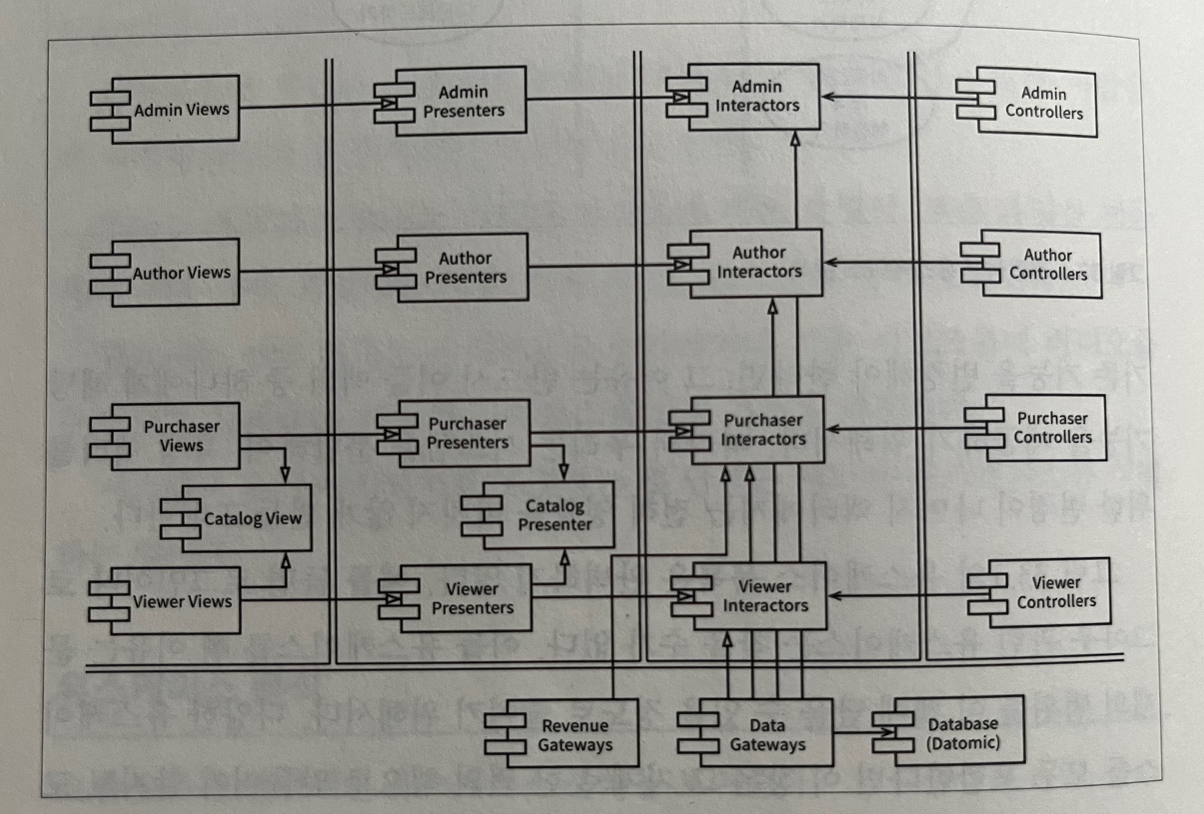 Admin Views
Admin
Presenters
Admin
Interactors
Admin
Controllers
Author Views
Author
Presenters
Author
Interactors
Author
Controllers
Purchaser
Views
Purchaser
Presenters
Purchaser
Interactors
Purchaser
Controllers
Catalog View
Catalog
Presenter
Viewer Views
Viewer
Presenters
Viewer
Interactors
Viewer
Controllers
Revenue
Gateways
Data
Gateways
Database
(Datomic)